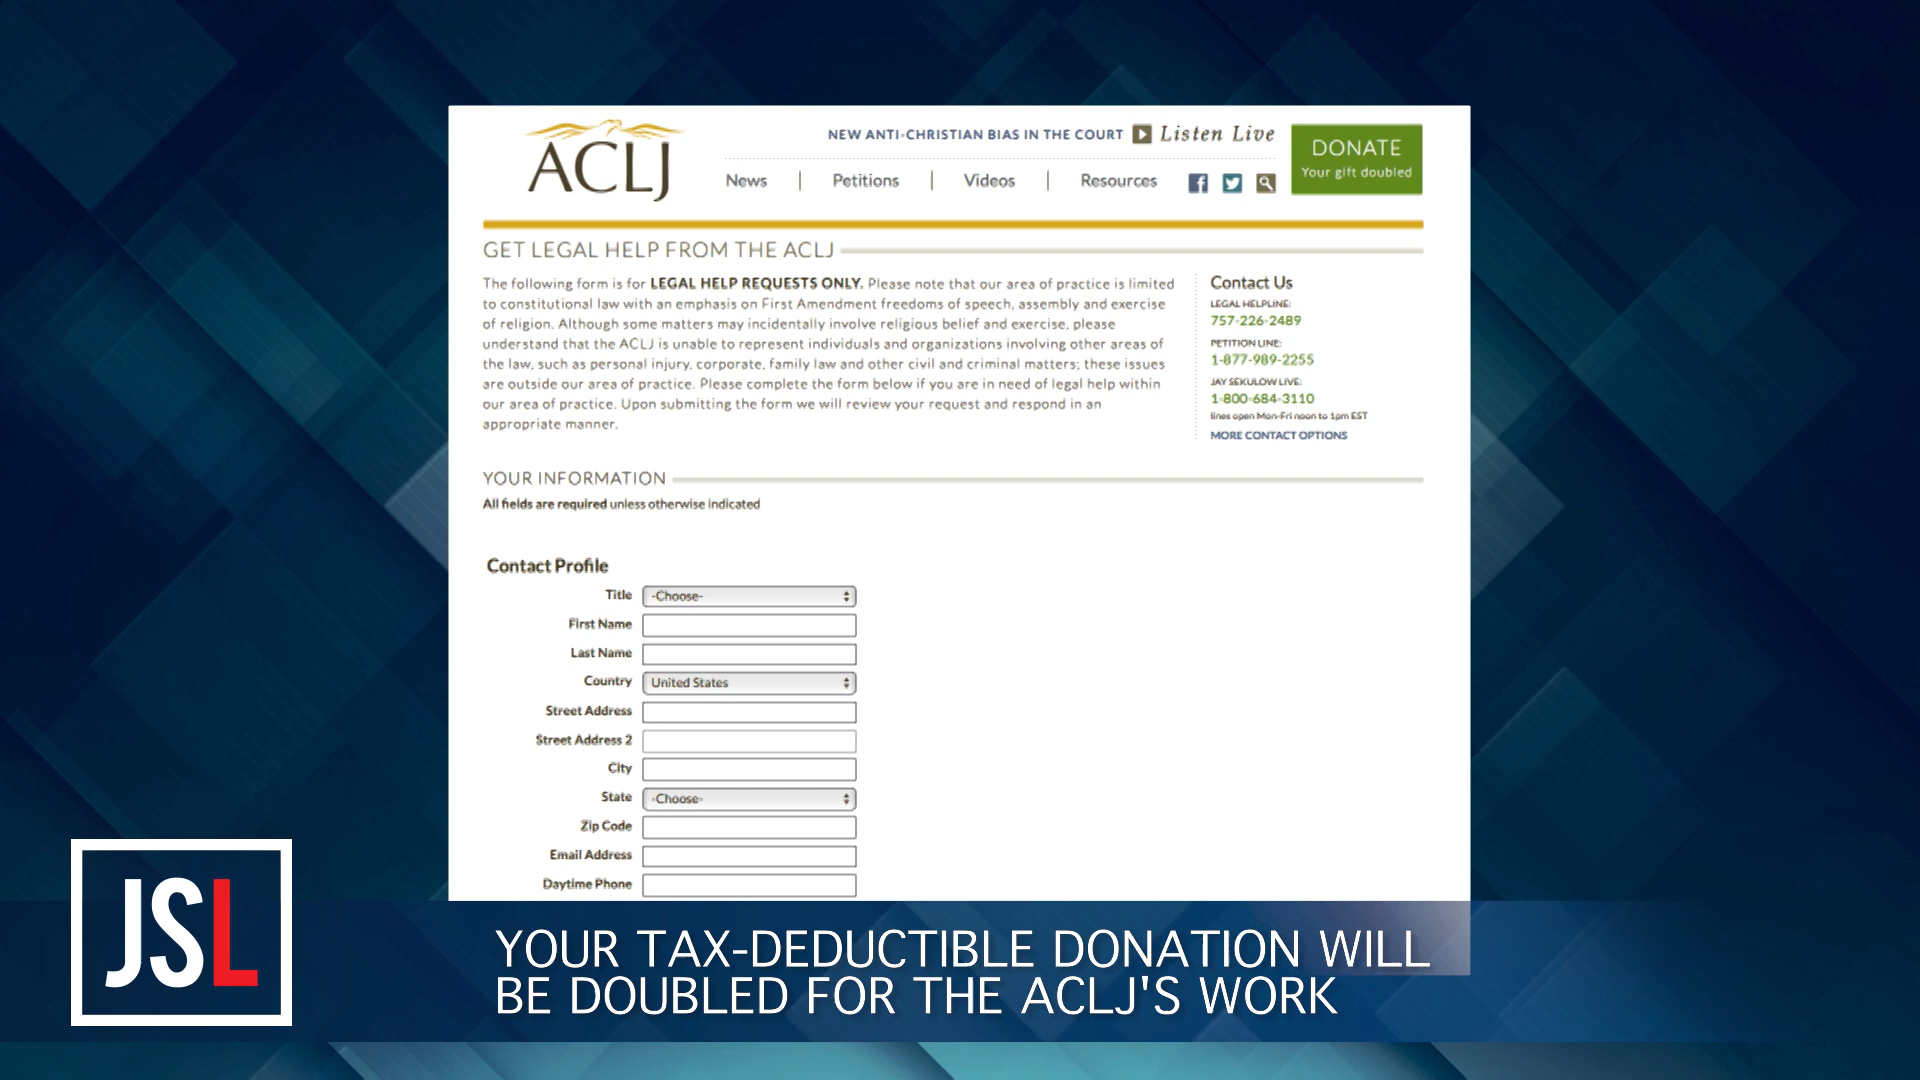 ACLJ
NEW ANTI-CHRISTIAN BIAS IN THE COURT Listen Live
DONATE
Your gift doubled
News | Petitions | Videos | Resources
GET LEGAL HELP FROM THE ACLJ
The following form is for LEGAL HELP REQUESTS ONLY. Please note that our area of practice is limited
to constitutional law with an emphasis on First Amendment freedoms of speech, assembly and exercise
of religion. Although some matters may incidentally involve religious belief and exercise, please
understand that the ACLJ is unable to represent individuals and organizations involving other areas of
the law, such as personal injury, corporate, family law and other civil and criminal matters; these issues
are outside our area of practice. Please complete the form below if you are in need of legal help within
our area of practice. Upon submitting the form we will review your request and respond in an
appropriate manner.
Contact Us
LEGAL HELPLINE:
757-226-2489
PETITION LINE:
1-877-989-2255
JAY SEKULOW LIVE:
1-800-684-3110
lines open Mon-Fri noon to 1pm EST
MORE CONTACT OPTIONS
YOUR INFORMATION
All fields are required unless otherwise indicated
Contact Profile
Title -Choose-
First Name
Last Name
Country United States
Street Address
Street Address 2
City
State -Choose-
Zip Code
Email Address
Daytime Phone
JSL
YOUR TAX-DEDUCTIBLE DONATION WILL
BE DOUBLED FOR THE ACLJ'S WORK